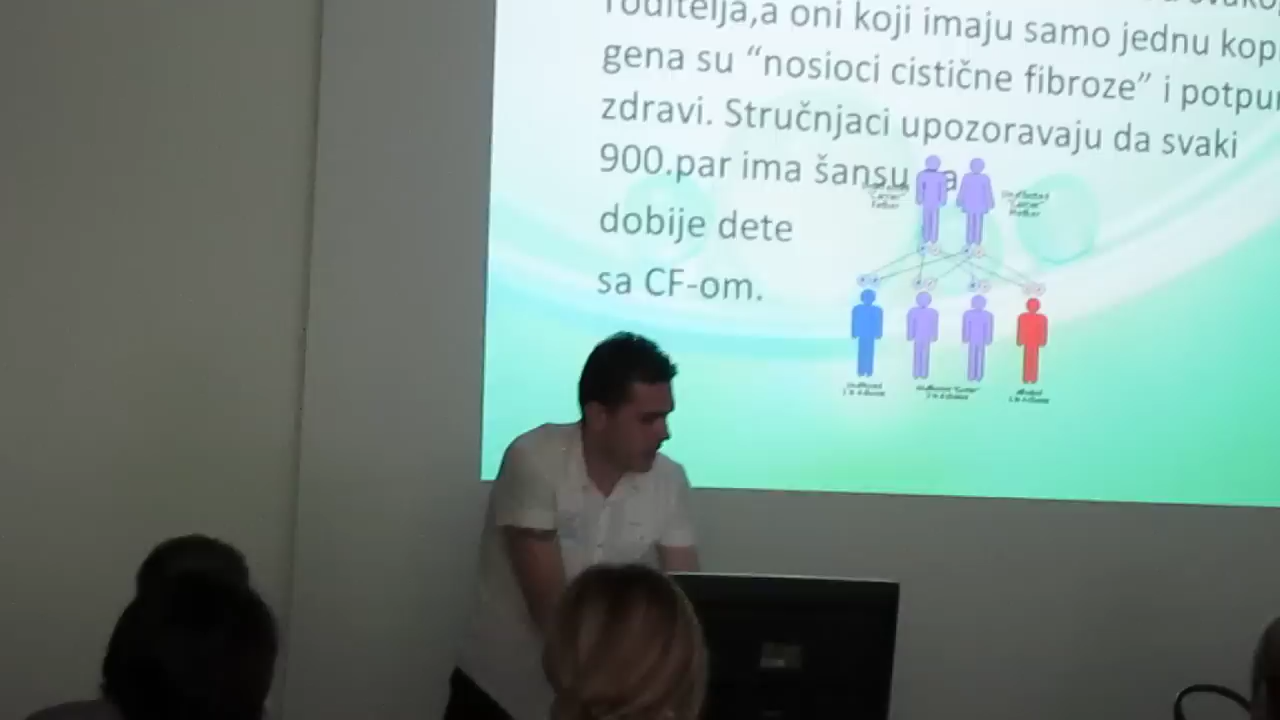 roditelja,a oni koji imaju samo jednu kop
gena su “nosioci cistične fibroze” i potpu
zdravi. Stručnjaci upozoravaju da svaki
900.par ima šansu a
dobije dete
sa CF-om.